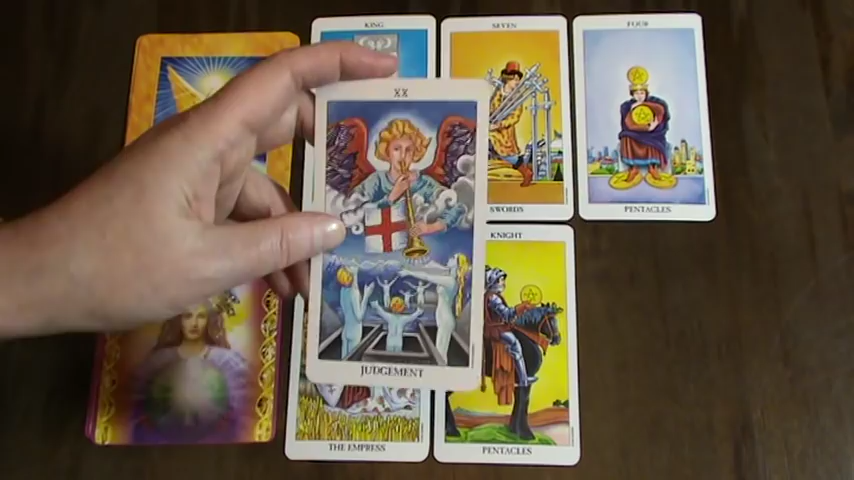 KING
SEVEN
FOUR
XX
SWORDS
PENTACLES
KNIGHT
JUDGEMENT
THE EMPRESS
PENTACLES